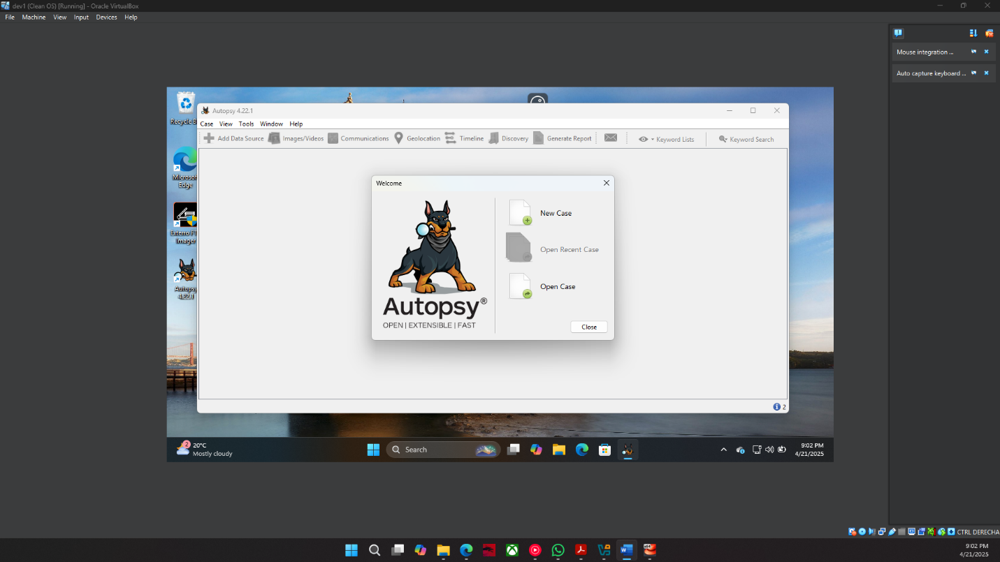 dev1 (Clean OS) [Running] - Oracle VirtualBox
File Machine View Input Devices Help
Mouse integration ...
Auto capture keyboard ...
Recycle B
Microsof
Edge
Exterro FT
Imager
Autopsy
4.22.1
Autopsy 4.22.1
Case View Tools Window Help
Add Data Source Images/Videos Communications Geolocation Timeline Discovery Generate Report Keyword Lists Keyword Search
Welcome
New Case
Open Recent Case
Open Case
Autopsy®
OPEN | EXTENSIBLE | FAST
Close
2
2
20°C
Mostly cloudy
Search
9:02 PM
4/21/2025
CTRL DERECHA
9:02 PM
4/21/2025